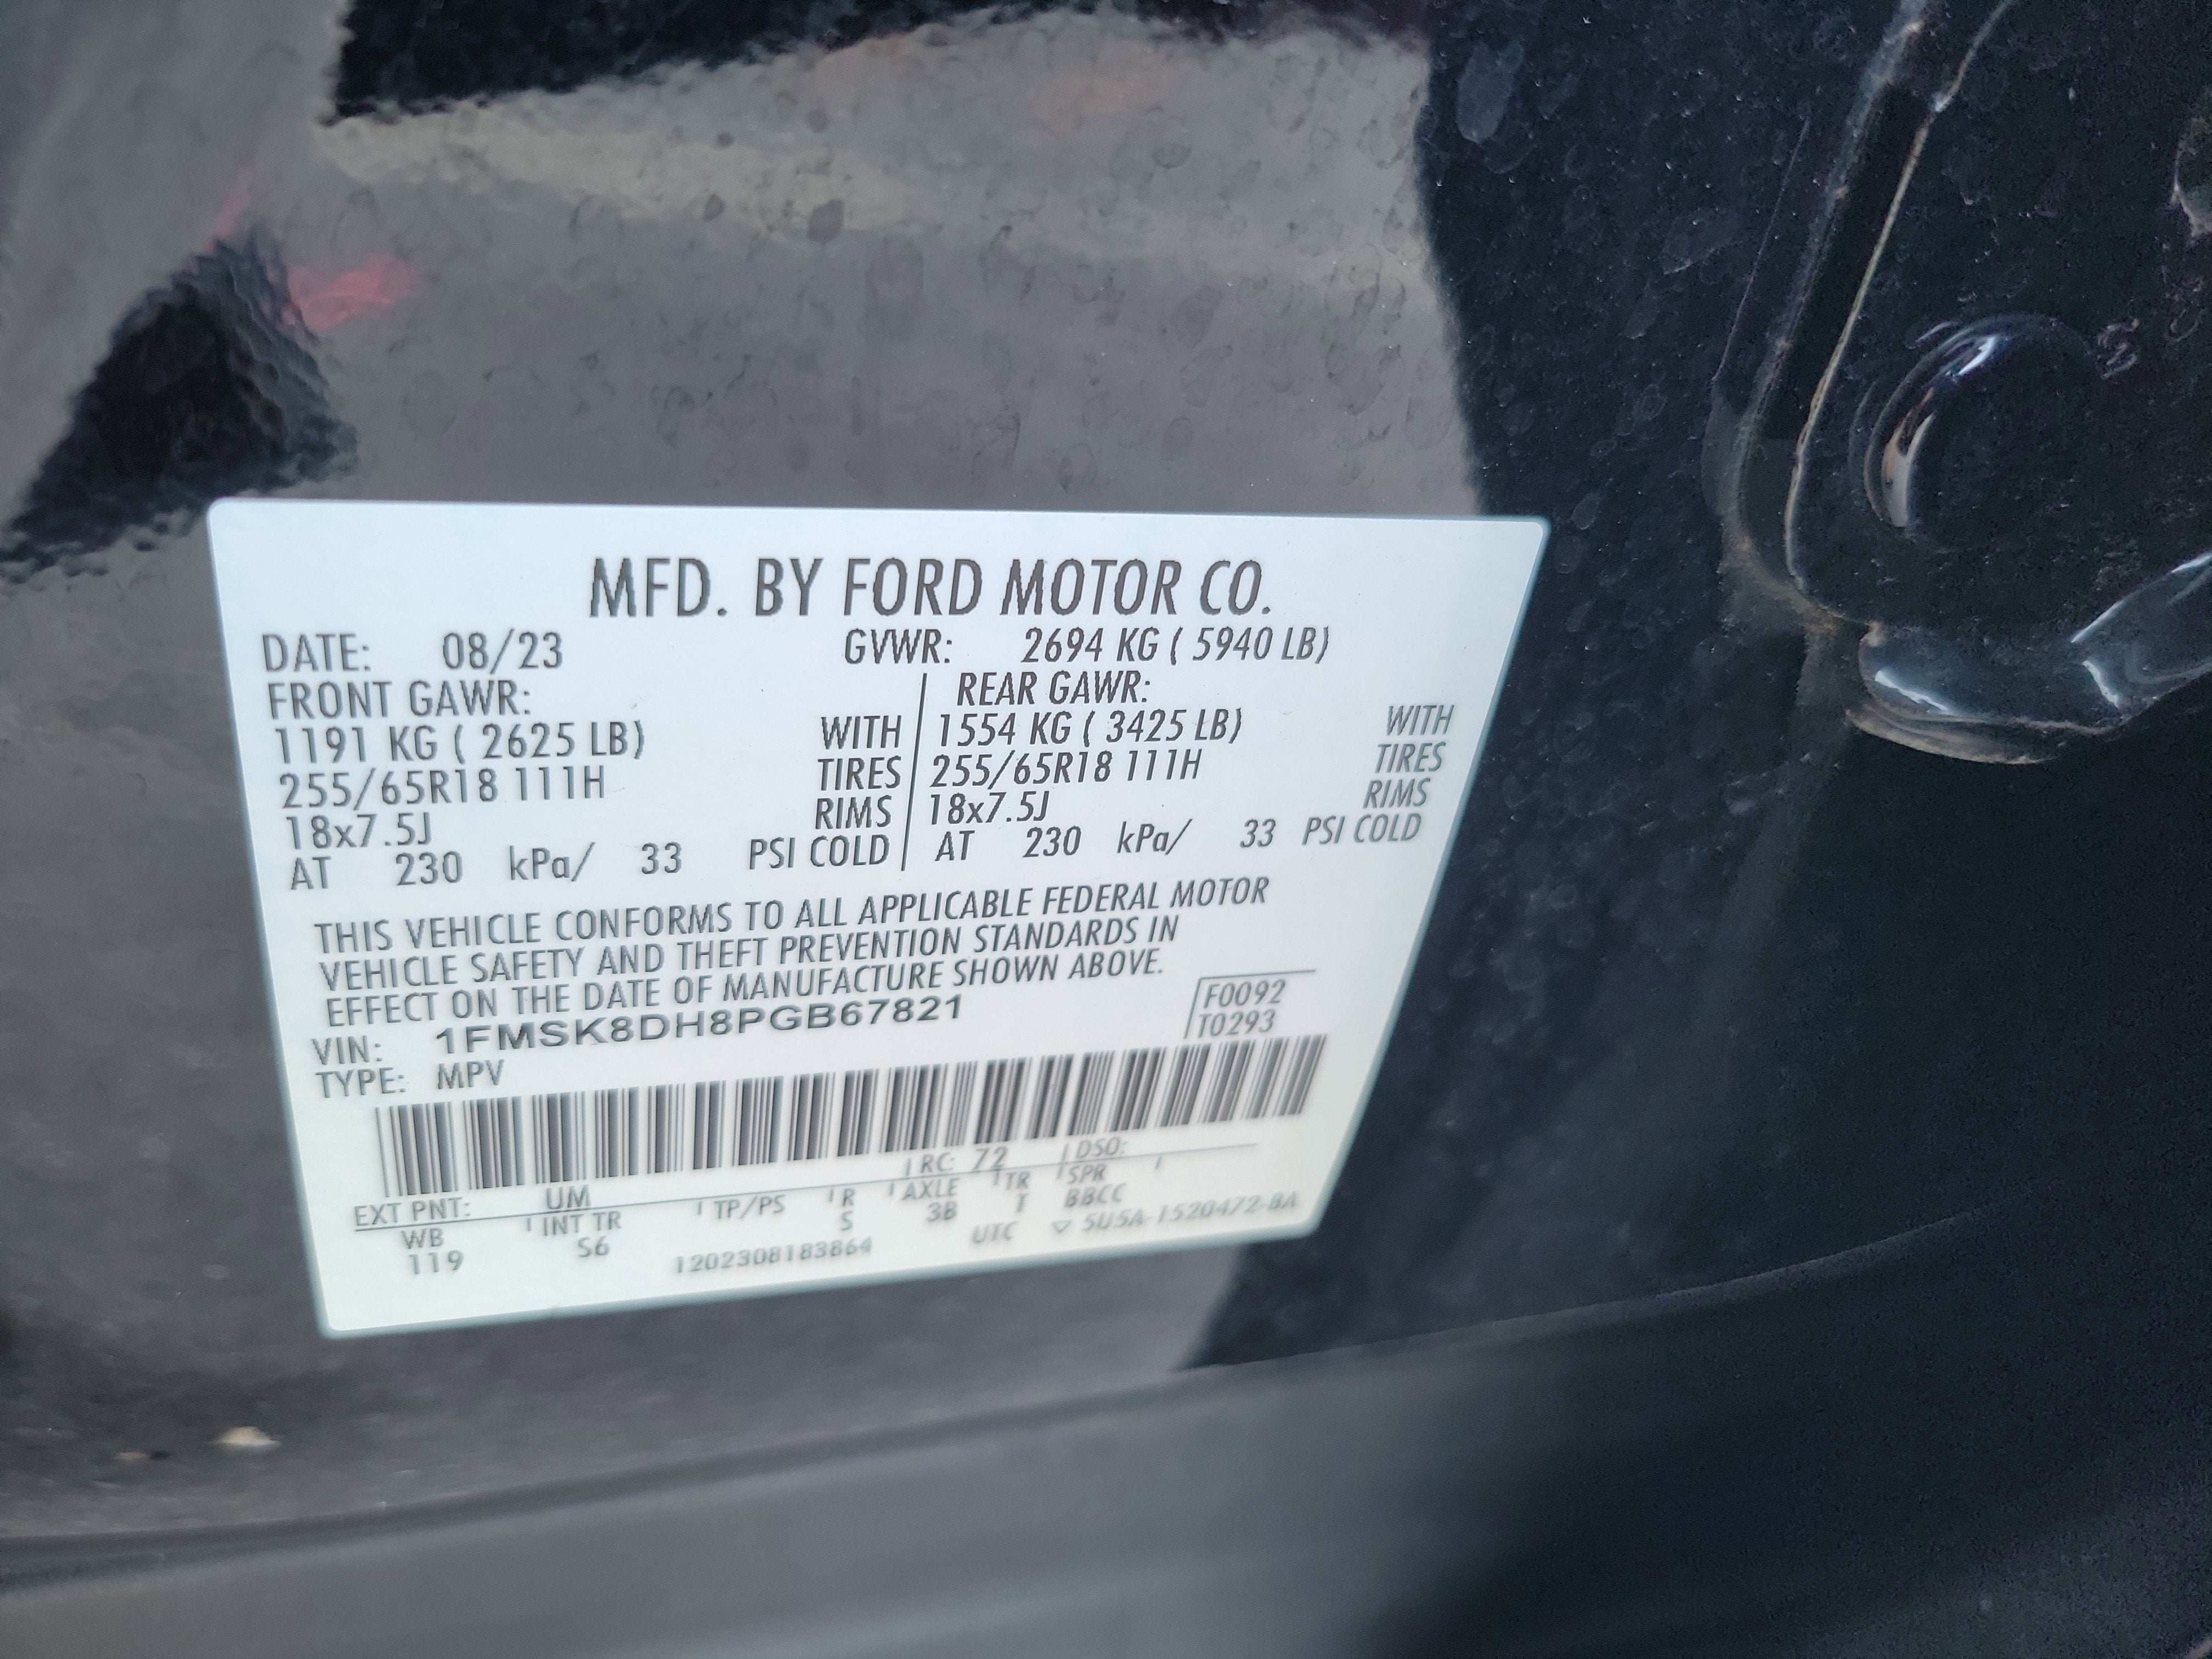 MFD. BY FORD MOTOR CO.
DATE: 08/23 GVWR: 2694 KG ( 5940 LB)
FRONT GAWR: REAR GAWR:
1191 KG ( 2625 LB) WITH 1554 KG ( 3425 LB) WITH
255/65R18 111H TIRES 255/65R18 111H TIRES
18x7.5J RIMS 18x7.5J RIMS
AT 230 kPa/ 33 PSI COLD AT 230 kPa/ 33 PSI COLD
THIS VEHICLE CONFORMS TO ALL APPLICABLE FEDERAL MOTOR
VEHICLE SAFETY AND THEFT PREVENTION STANDARDS IN
EFFECT ON THE DATE OF MANUFACTURE SHOWN ABOVE.
VIN: 1FMSK8DH8PGB67821 F0092
TYPE: MPV T0293
EXT PNT: UM RC: 72 DSO:
WB INT TR TP/PS R AXLE TR SPR
119 S6 S 3B T BBCC
1202308183864 UTC ▽ 5U5A-1520472-BA